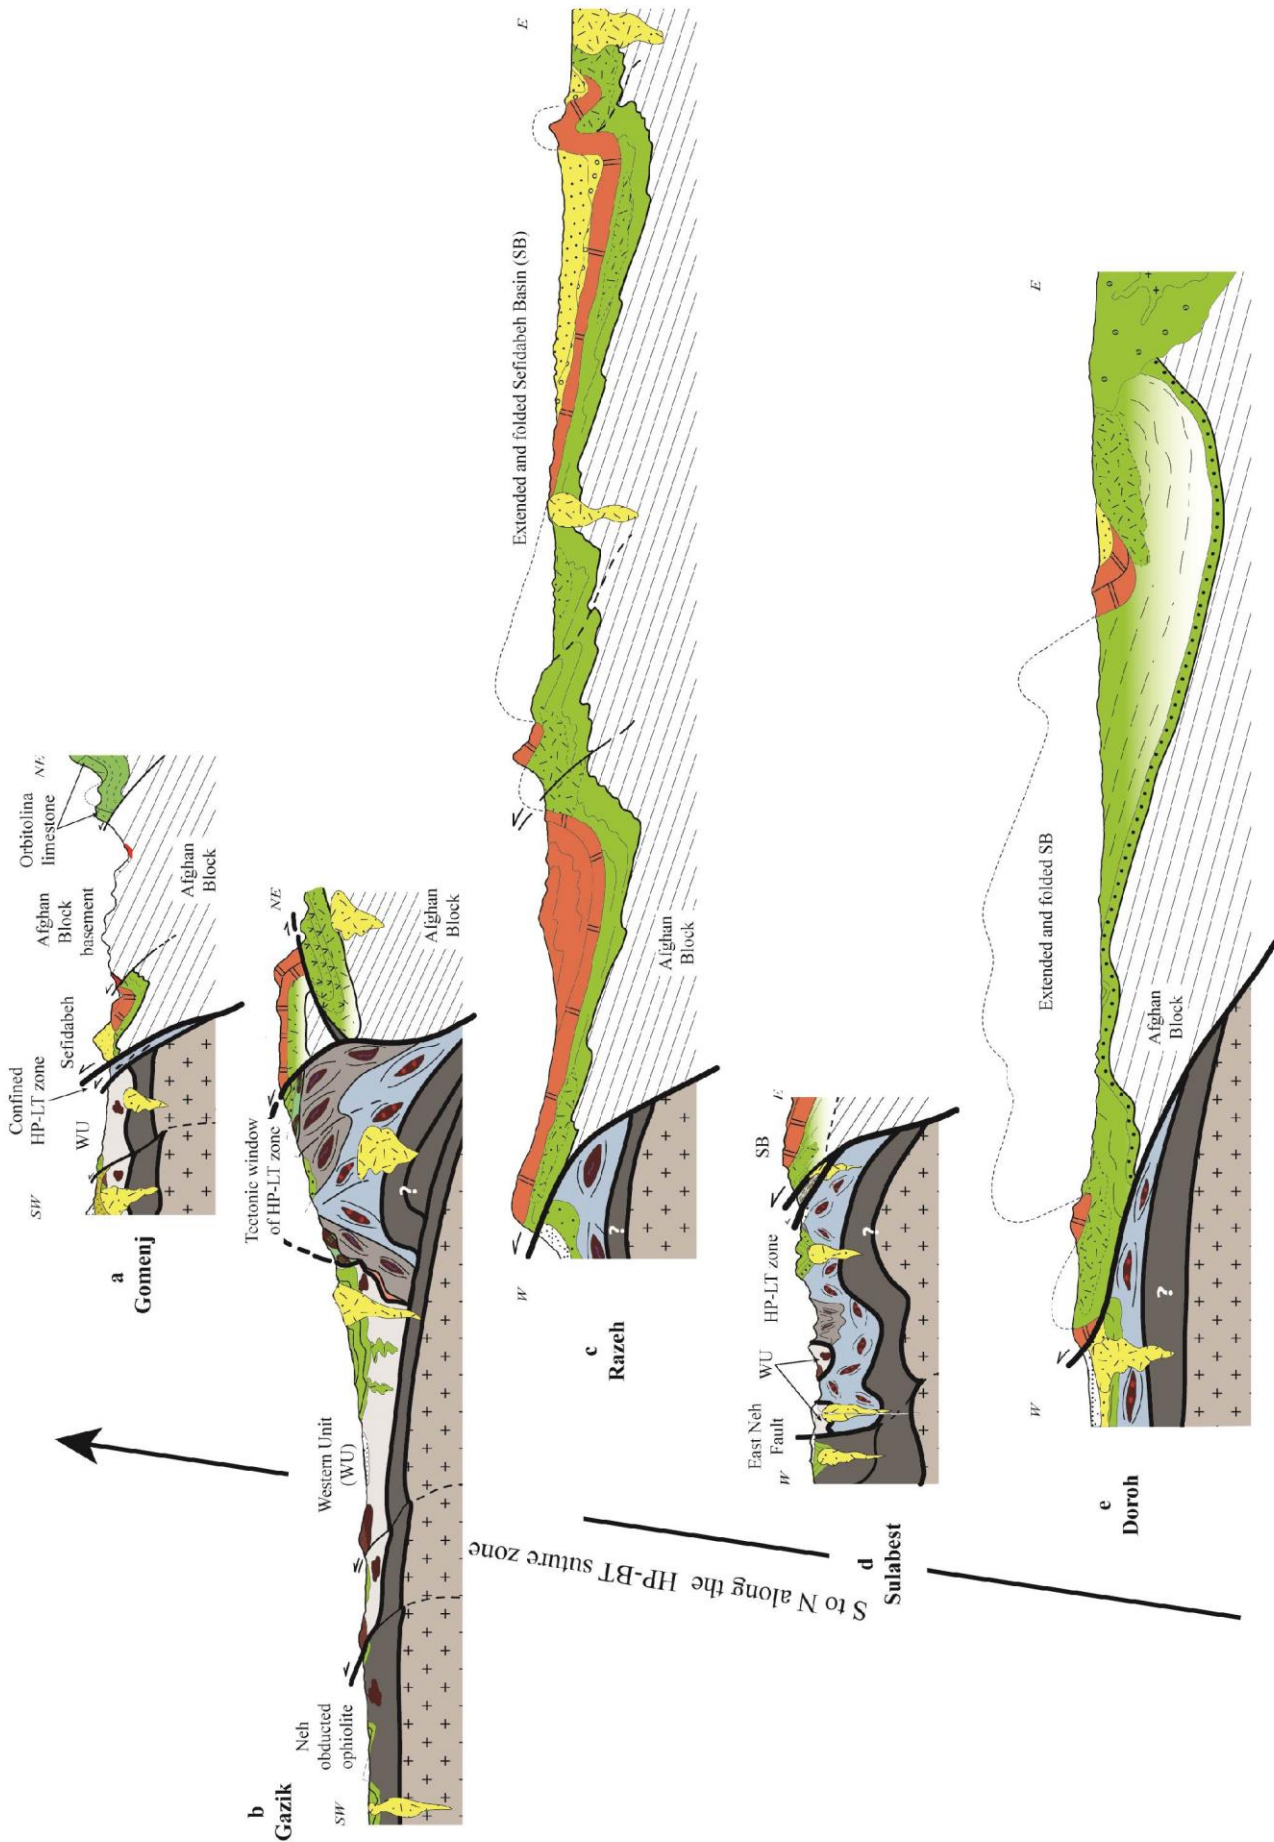 a
Gomenj
SW
WU
Confined
HP-LT zone
Sefidabeh
Afghan
Block
basement
Orbitolina
limestone
NE
Afghan
Block
b
Gazik
SW
Neh
obducted
ophiolite
Western Unit
(WU)
Tectonic window
of HP-LT zone
NE
Afghan
Block
?
c
Razeh
W
Extended and folded Sefidabeh Basin (SB)
E
Afghan
Block
?
S to N along the HP-BT suture zone
d
Sulabest
W
East Neh
Fault
WU
HP-LT zone
SB
E
?
e
Doroh
W
Extended and folded SB
E
Afghan
Block
?